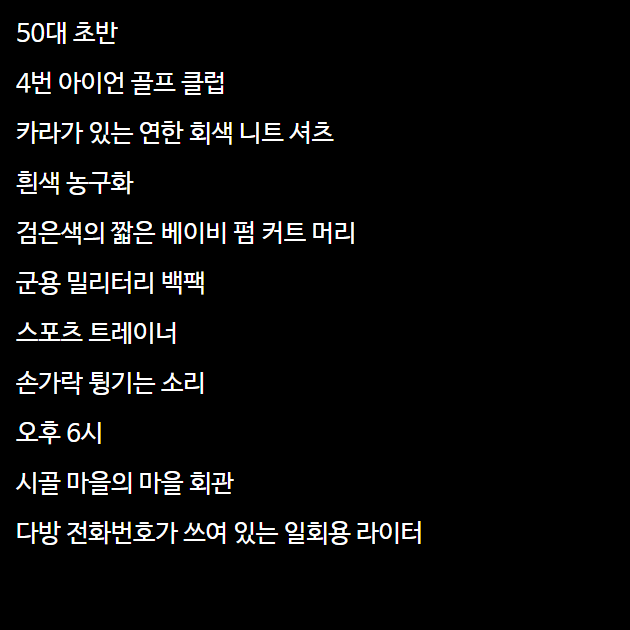 50대 초반
4번 아이언 골프 클럽
카라가 있는 연한 회색 니트 셔츠
흰색 농구화
검은색의 짧은 베이비 펌 커트 머리
군용 밀리터리 백팩
스포츠 트레이너
손가락 튕기는 소리
오후 6시
시골 마을의 마을 회관
다방 전화번호가 쓰여 있는 일회용 라이터